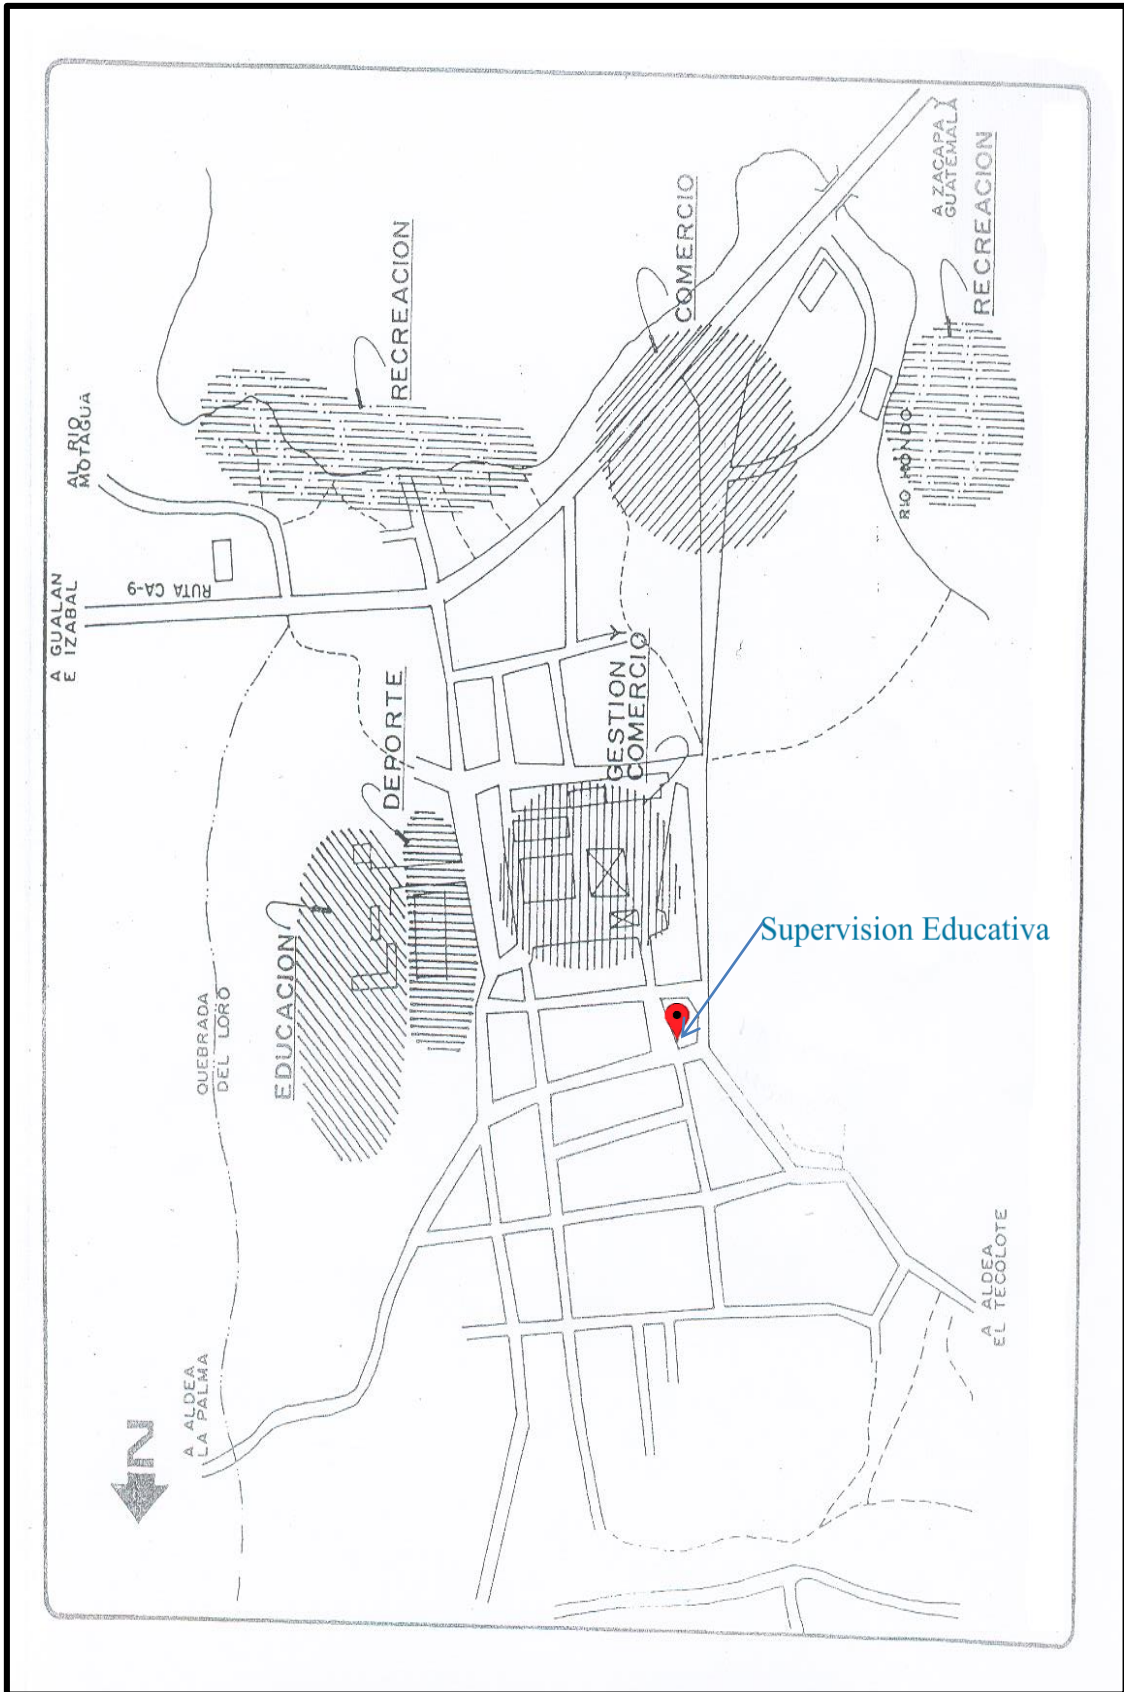 A ZACAPA Y
GUATEMALA
RECREACION
COMERCIO
RECREACION
AL RIO
MOTAGUA
RIO HONDO
RUTA CA-9
A GUALAN
E IZABAL
GESTION Y
COMERCIO
DEPORTE
Supervision Educativa
EDUCACION
QUEBRADA
DEL LORO
A ALDEA
EL TECOLOTE
A ALDEA
LA PALMA
N